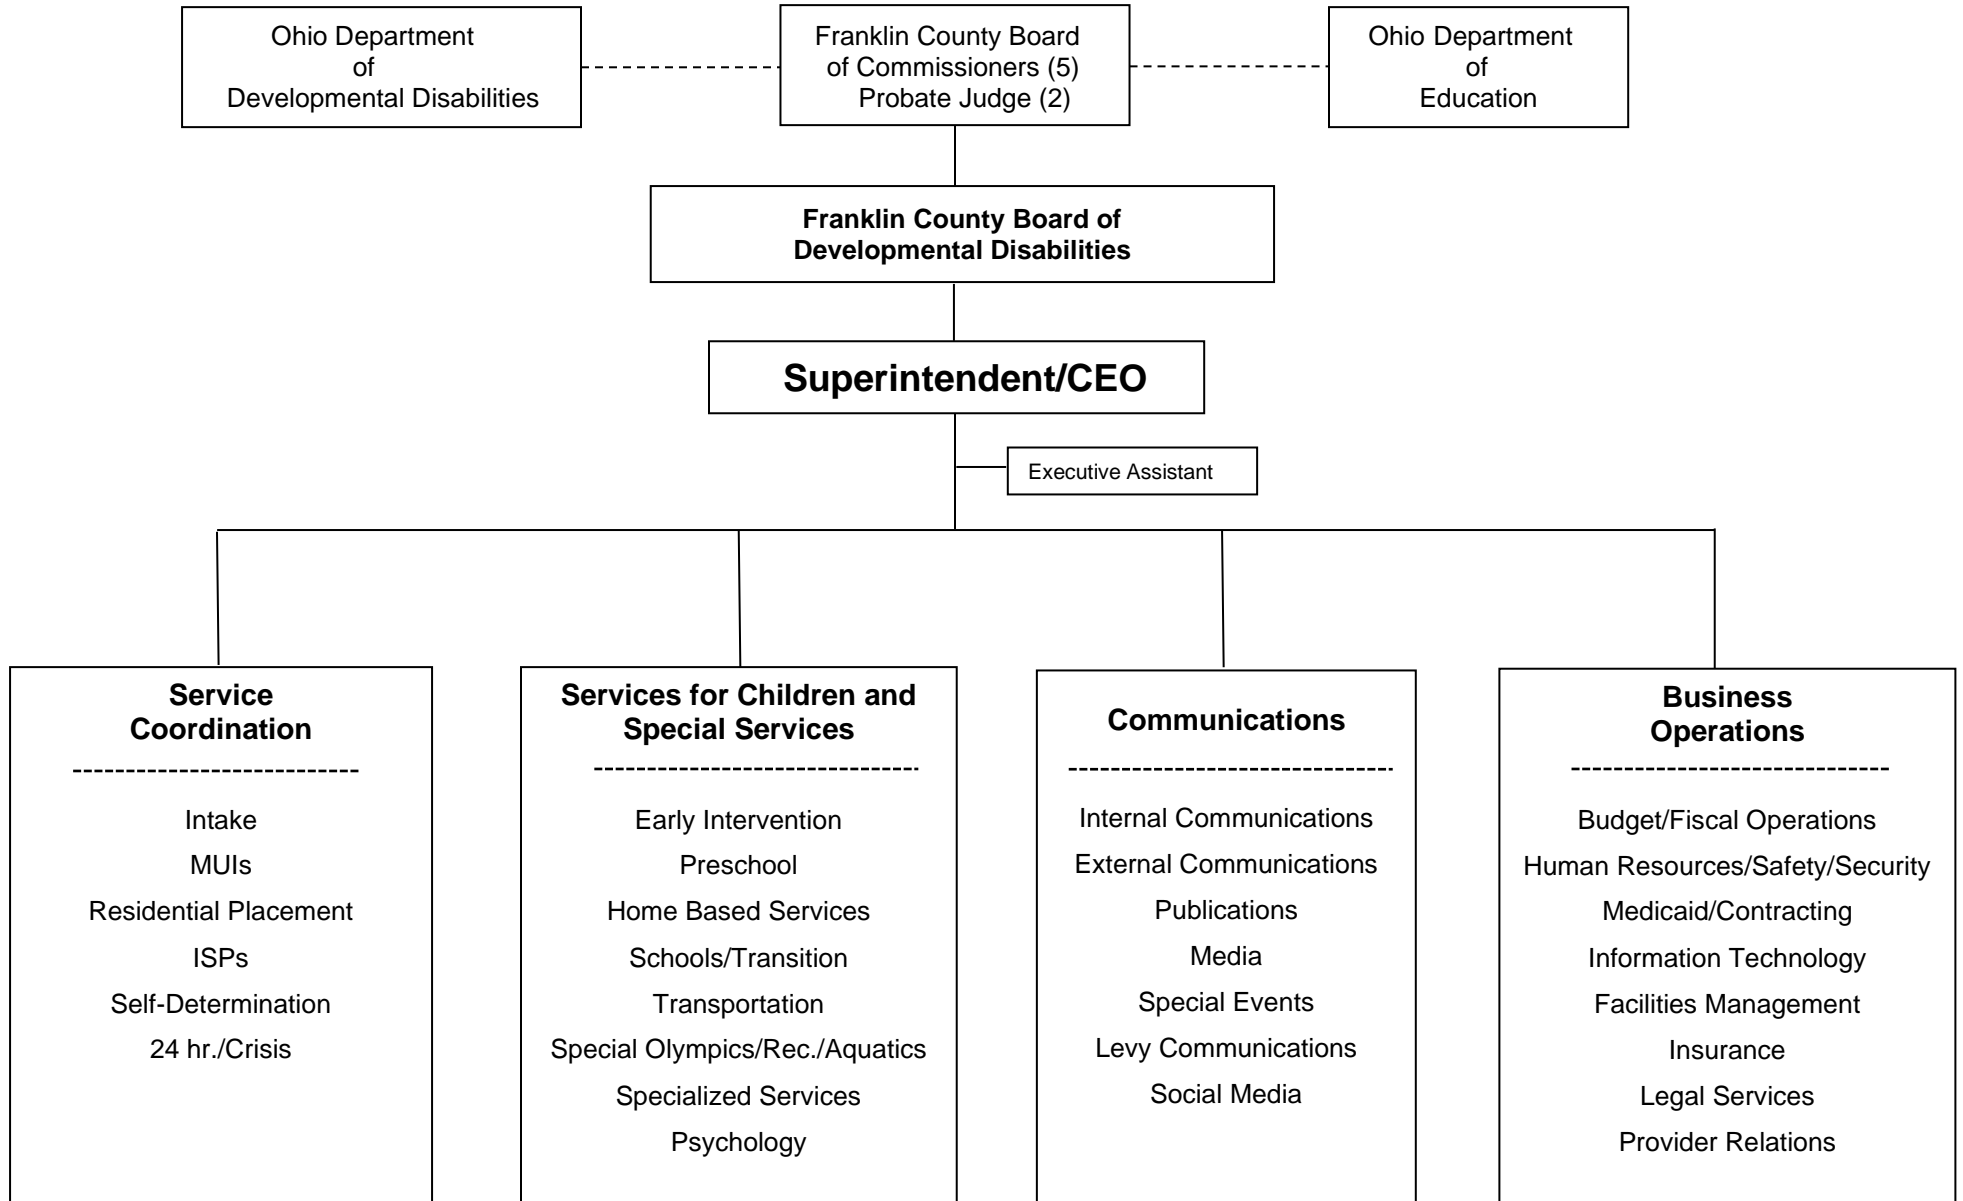 Ohio Department
of
Developmental Disabilities
Franklin County Board
of Commissioners (5)
Probate Judge (2)
Ohio Department
of
Education
Franklin County Board of
Developmental Disabilities
Superintendent/CEO
Executive Assistant
Service
Coordination
Intake
MUIs
Residential Placement
ISPs
Self-Determination
24 hr./Crisis
Services for Children and
Special Services
Early Intervention
Preschool
Home Based Services
Schools/Transition
Transportation
Special Olympics/Rec./Aquatics
Specialized Services
Psychology
Communications
Internal Communications
External Communications
Publications
Media
Special Events
Levy Communications
Social Media
Business
Operations
Budget/Fiscal Operations
Human Resources/Safety/Security
Medicaid/Contracting
Information Technology
Facilities Management
Insurance
Legal Services
Provider Relations